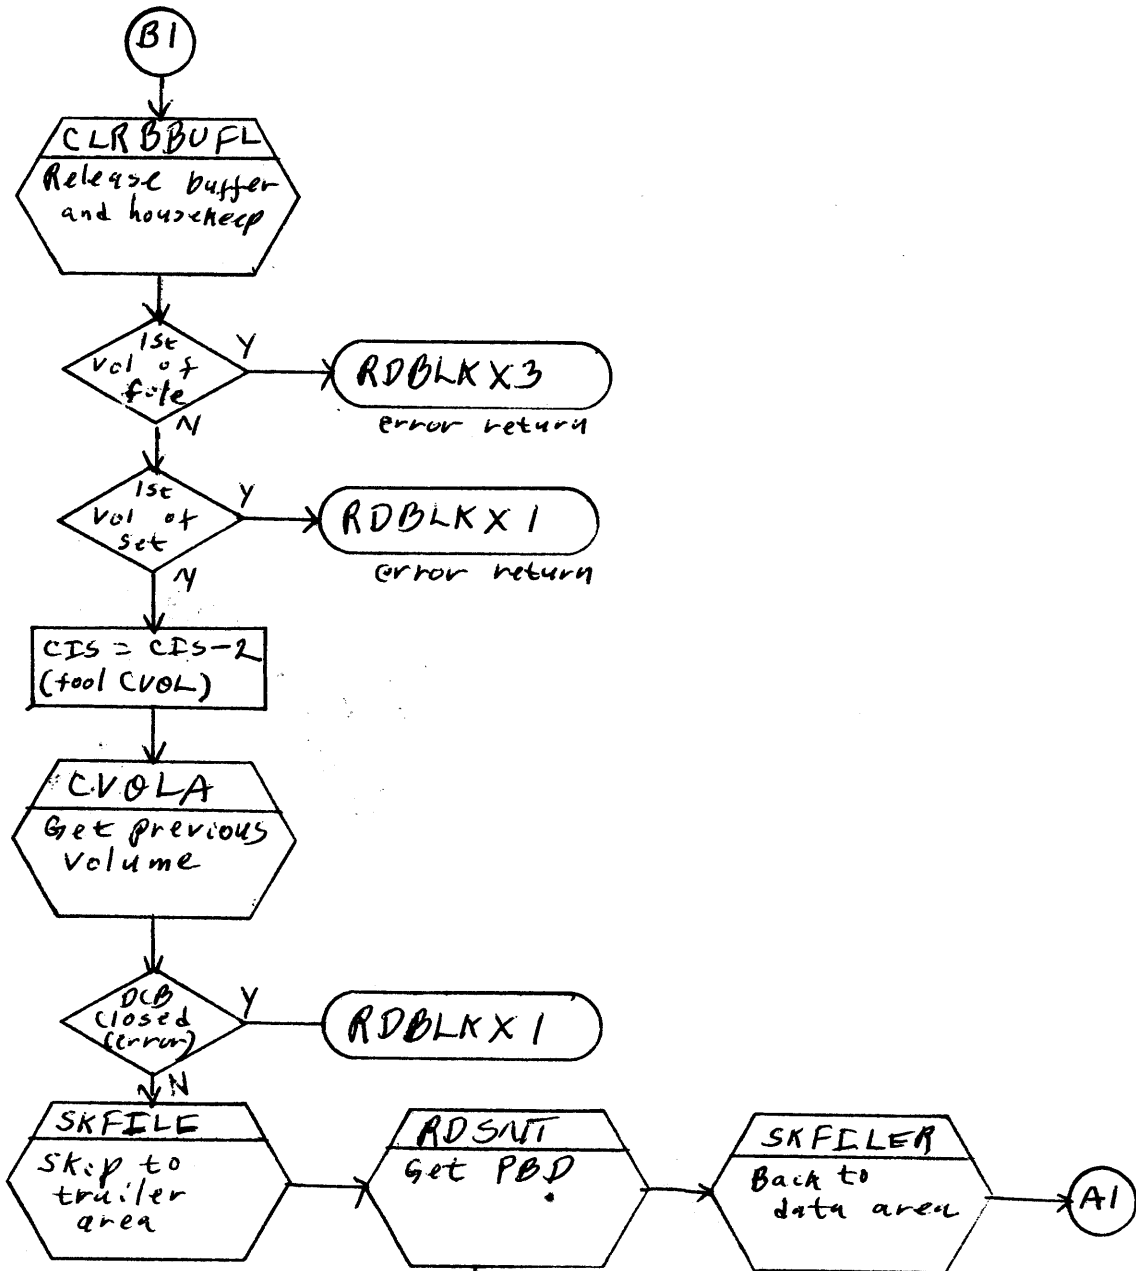 B1
CLRBBUFL
Release buffer
and housekeep
1st
vol of
file
Y
N
RDBLKX3
error return
1st
vol of
set
Y
N
RDBLKX1
error return
CIS = CIS-2
(fool CVOL)
CVOLA
Get previous
volume
DCB
closed
(error)
Y
N
RDBLKX1
SKFILE
Skip to
trailer
area
RDSNT
Get PBD
SKFILER
Back to
data area
A1